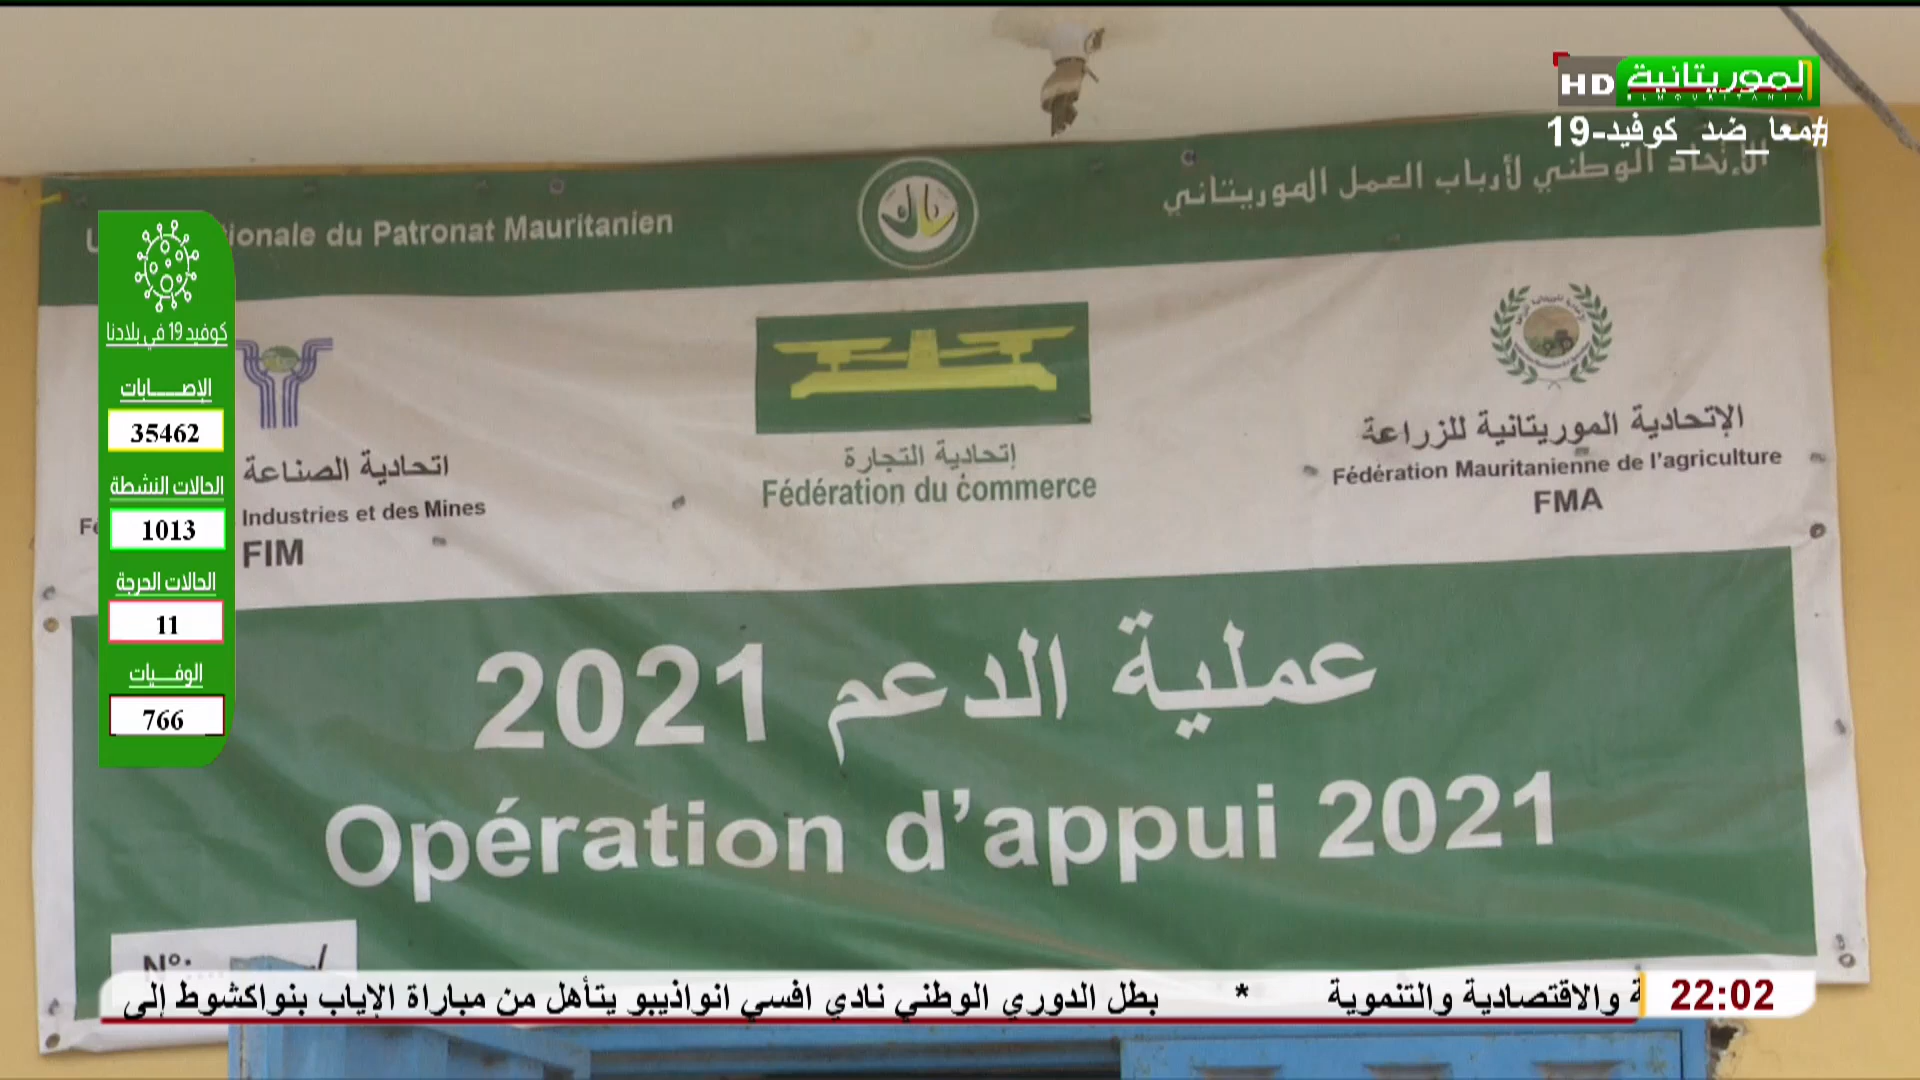 HD الموريتانية
ELMOURITANIA
#معا_ضد_كوفيد-19
الإتحاد الوطني لأرباب العمل الموريتاني
ionale du Patronat Mauritanien
كوفيد 19 في بلادنا
الإصابات
35462
الحالات النشطة
1013
الحالات الحرجة
11
الوفيات
766
اتحادية الصناعة
Industries et des Mines
FIM
إتحادية التجارة
Fédération du commerce
الإتحادية الموريتانية للزراعة
Fédération Mauritanienne de l'agriculture
FMA
عملية الدعم 2021
Opération d'appui 2021
N°:
22:02
والاقتصادية والتنموية * بطل الدوري الوطني نادي افسي انواذيبو يتأهل من مباراة الإياب بنواكشوط إلى